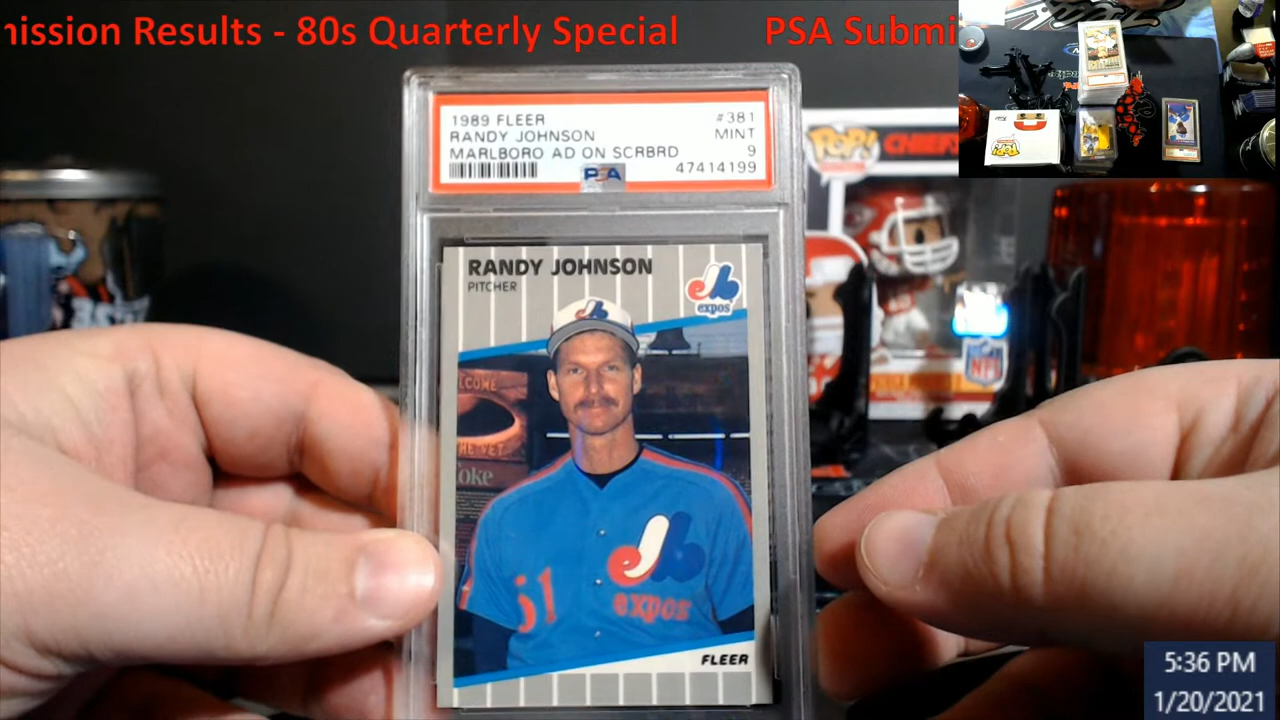 mission Results - 80s Quarterly Special PSA Submi
1989 FLEER #381
RANDY JOHNSON MINT
MARLBORO AD ON SCRBRD 9
PSA 47414199
RANDY JOHNSON
PITCHER
expos
ELCOME
THE VET
Coke
51
expos
FLEER
POP! CHIEFS
NFL
5:36 PM
1/20/2021